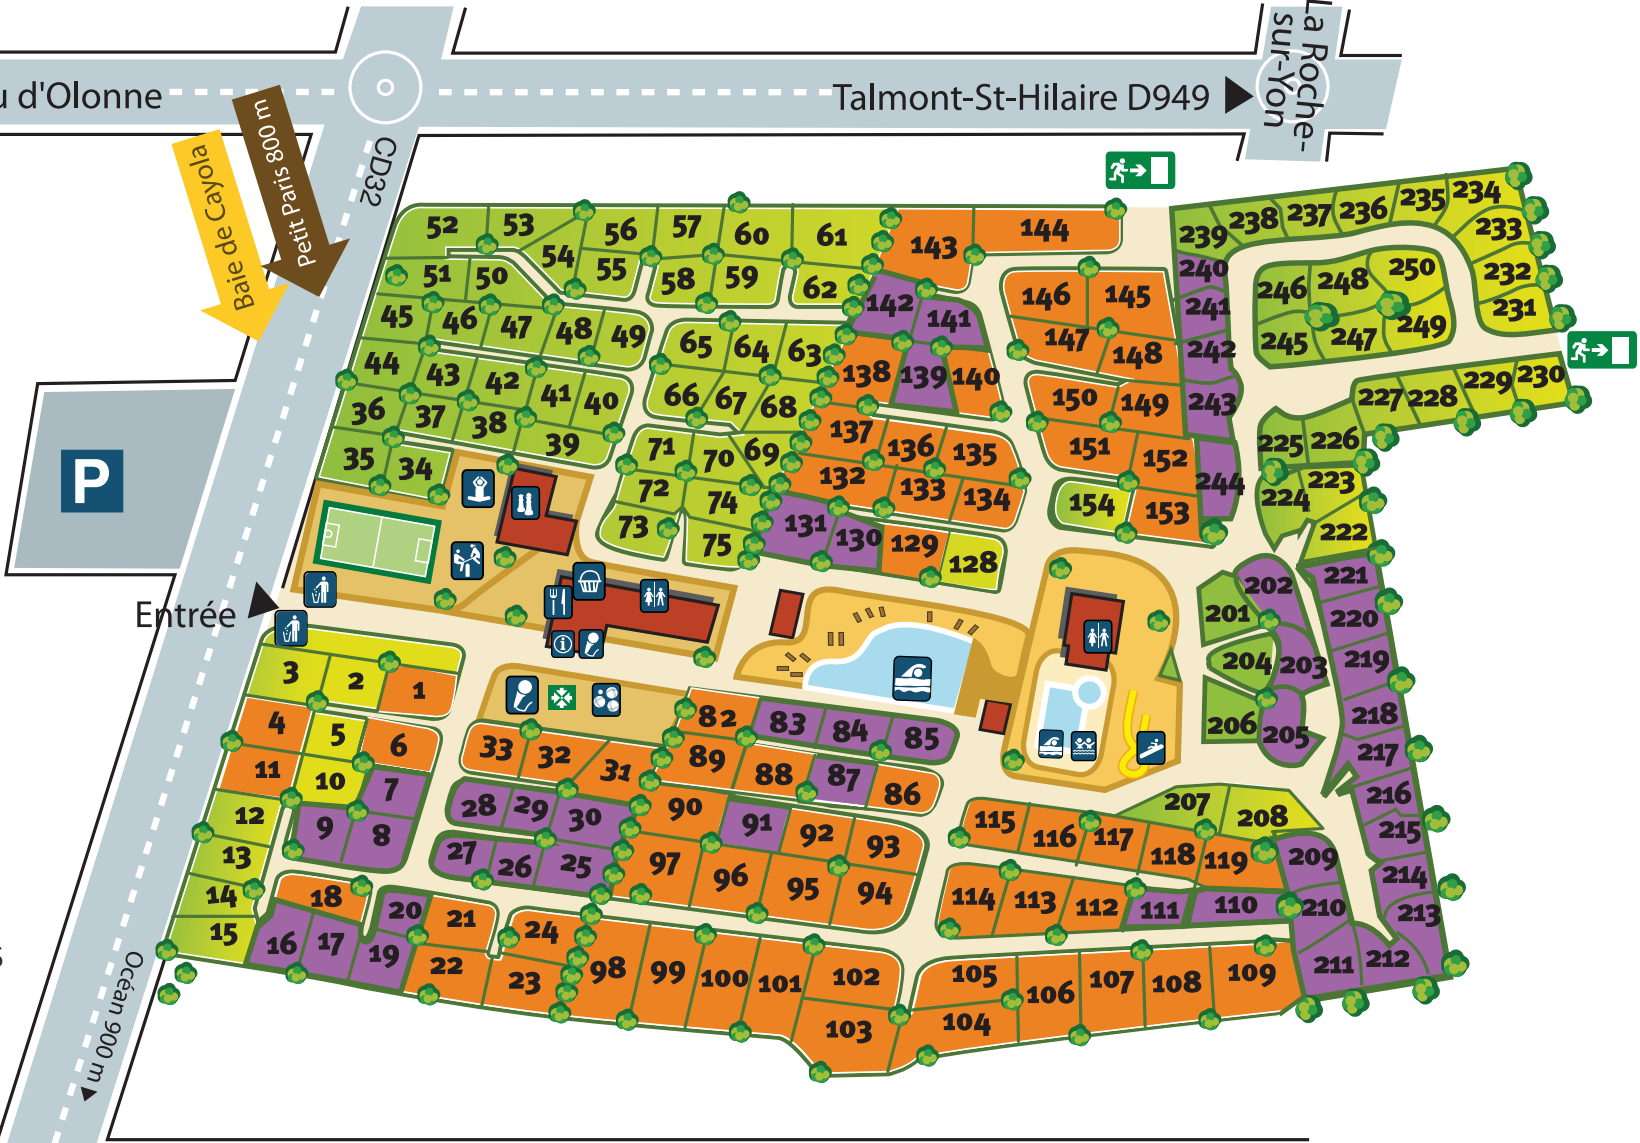 u d'Olonne
Talmont-St-Hilaire D949
La Roche-
sur-Yon
CD32
Petit Paris 800 m
Baie de Cayola
P
Entrée
Océan 900 m
s
52 53 54 56 55 57 58 60 59 61 62
143 144
51 50
45 46 47 48 49
44 43 42 41 40
36 37 38 39
35 34
65 64 63
66 67 68
71 70 69
72 74
73 75
142 141
138 139 140
137 136 135
132 133 134
131 130 129 128
146 145
147 148
150 149
151 152
154 153
239 238 237 236 235 234
233
232
231
240
241
242
243
244
246 248 250
245 247 249
227 228 229 230
225 226
224 223
222
221
220
219
218
217
216
215
214
213
202
201
204 203
206 205
207 208
209
210
211 212
3 2 1
4 5 6
11 10 7
12 9 8
13
14
15
18
16 17 20 19
21
22
24
23
i
33 32 31
28 29 30
27 26 25
82 83 84 85
89 88 87 86
90 91 92 93
97 96 95 94
98 99 100 101 102
103
115 116 117 118 119
114 113 112 111 110
105 106 107 108 109
104